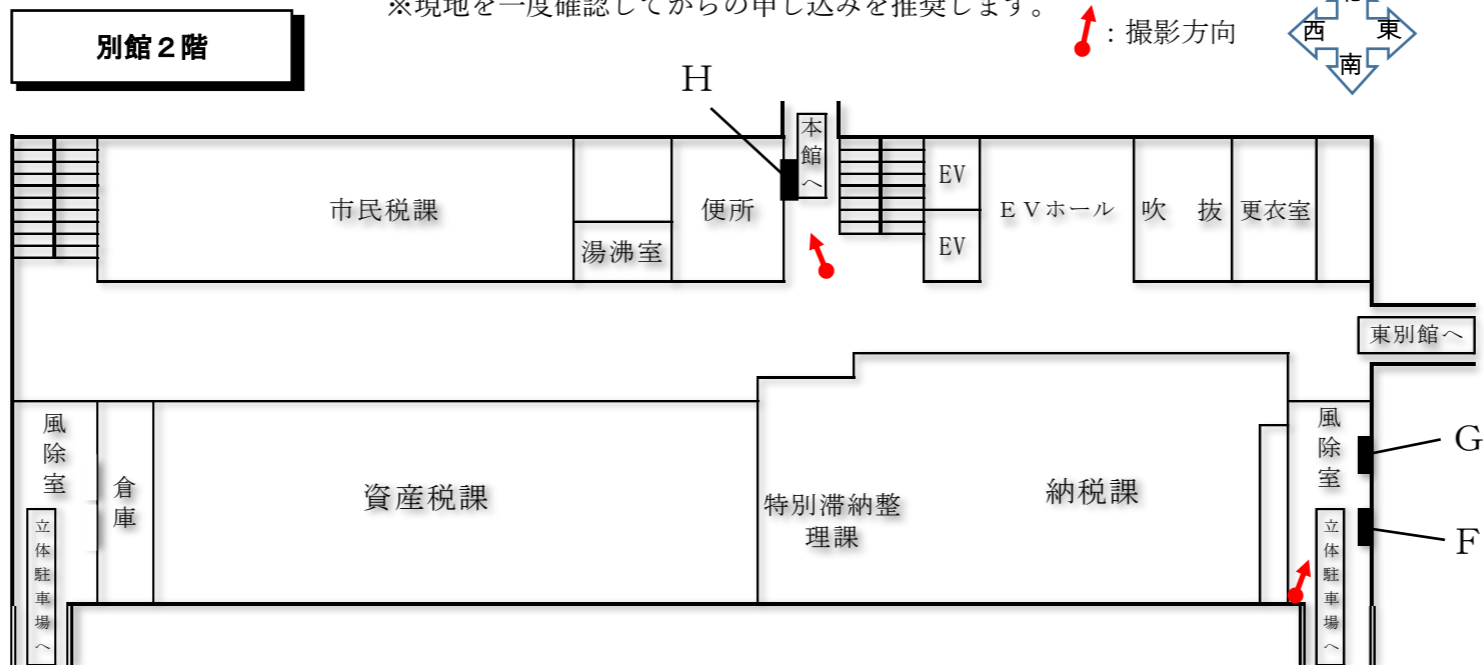 ※現地を一度確認してからの申し込みを推奨します。
別館２階
：撮影方向
西
東
南
H
本館へ
市民税課
湯沸室
便所
EV
EV
ＥＶホール
吹　抜
更衣室
東別館へ
風除室
倉庫
資産税課
特別滞納整
理課
納税課
風除室
G
F
立体駐車場へ
立体駐車場へ